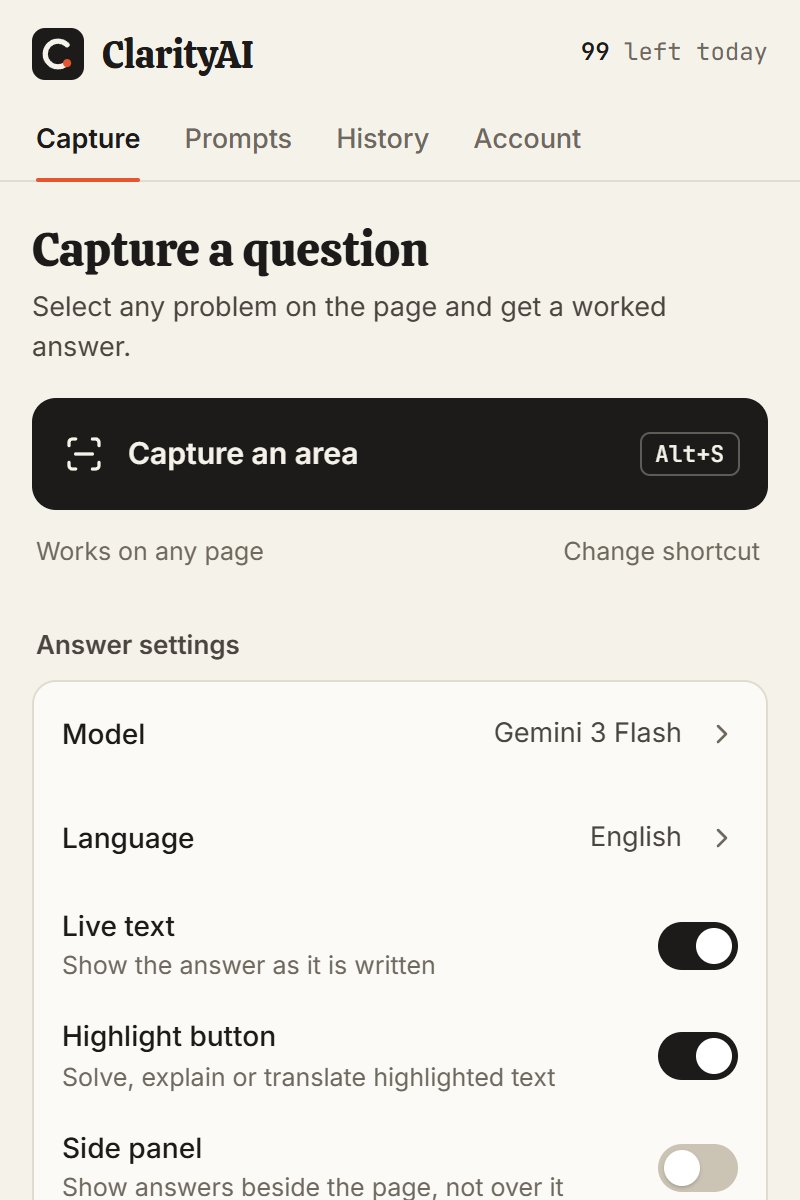 ClarityAI
99 left today
Capture Prompts History Account
Capture a question
Select any problem on the page and get a worked
answer.
Capture an area
Alt+S
Works on any page
Change shortcut
Answer settings
Model
Gemini 3 Flash
Language
English
Live text
Show the answer as it is written
Highlight button
Solve, explain or translate highlighted text
Side panel
Show answers beside the page, not over it